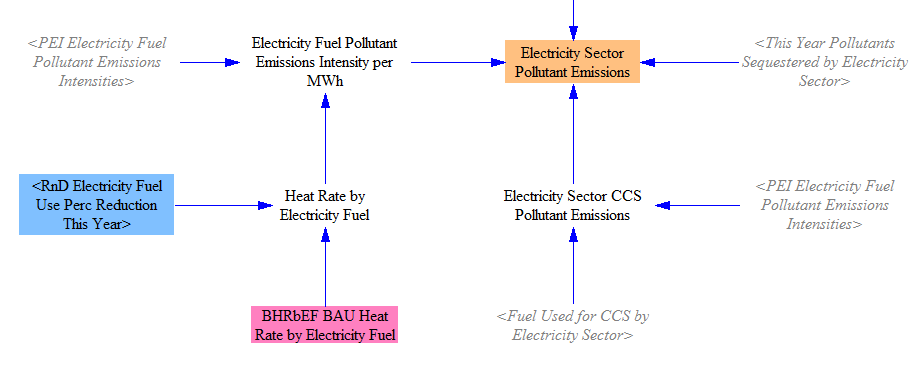 <PEI Electricity Fuel
Pollutant Emissions
Intensities>
Electricity Fuel Pollutant
Emissions Intensity per
MWh
Electricity Sector
Pollutant Emissions
<This Year Pollutants
Sequestered by Electricity
Sector>
<RnD Electricity Fuel
Use Perc Reduction
This Year>
Heat Rate by
Electricity Fuel
Electricity Sector CCS
Pollutant Emissions
<PEI Electricity Fuel
Pollutant Emissions
Intensities>
BHRbEF BAU Heat
Rate by Electricity Fuel
<Fuel Used for CCS by
Electricity Sector>